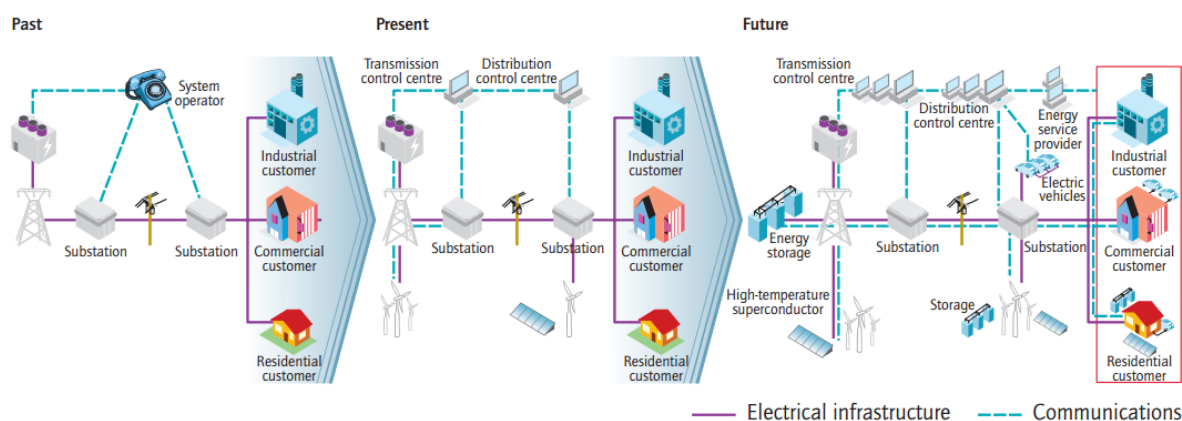 Past
System
operator
Substation
Substation
Industrial
customer
Commercial
customer
Residential
customer
Present
Transmission
control centre
Distribution
control centre
Substation
Substation
Industrial
customer
Commercial
customer
Residential
customer
Future
Transmission
control centre
Distribution
control centre
Energy
service
provider
Electric
vehicles
Energy
storage
Substation
Substation
High-temperature
superconductor
Storage
Industrial
customer
Commercial
customer
Residential
customer
Electrical infrastructure
Communications